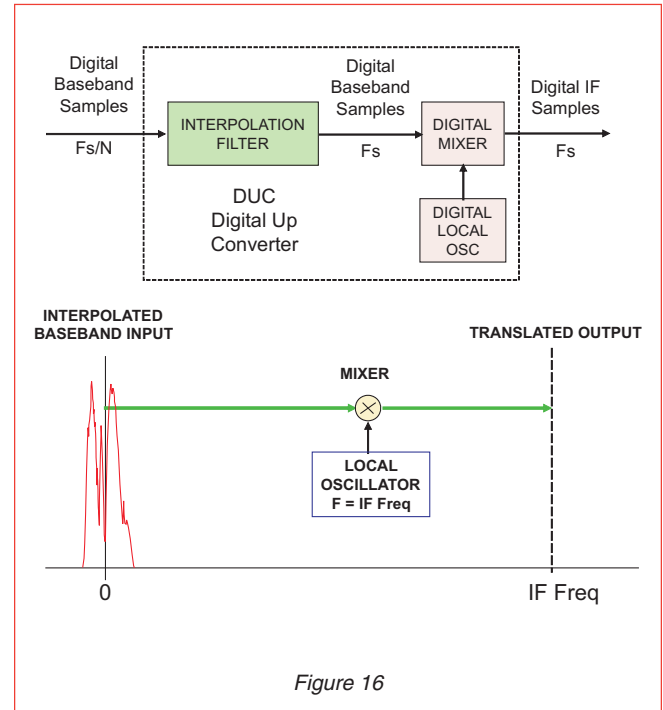 Digital
Baseband
Samples
Fs/N
INTERPOLATION
FILTER
DUC
Digital Up
Converter
Digital
Baseband
Samples
Fs
DIGITAL
MIXER
DIGITAL
LOCAL
OSC
Digital IF
Samples
Fs
INTERPOLATED
BASEBAND INPUT
MIXER
LOCAL
OSCILLATOR
F = IF Freq
TRANSLATED OUTPUT
0
IF Freq
Figure 16